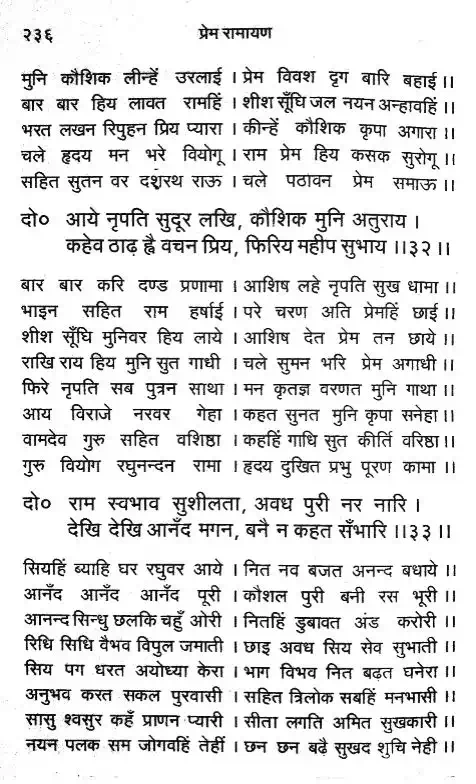 २३६ प्रेम रामायण
मुनि कौशिक लीन्हें उरलाई । प्रेम विवश दृग बारि बहाई ।।
बार बार हिय लावत रामहिं । शीश सूँघि जल नयन अन्हावहिं ।।
भरत लखन रिपुहन प्रिय प्यारा । कीन्हें कौशिक कृपा अगारा ।।
चले हृदय मन भरे वियोगू । राम प्रेम हिय कसक सुरोगू ।।
सहित सुतन वर दशरथ राऊ । चले पठावन प्रेम समाऊ ।।
दो० आये नृपति सुदूर लखि, कौशिक मुनि अतुराय ।
कहेव ठाढ़ ह्वै वचन प्रिय, फिरिय महीप सुभाय ।।३२।।
बार बार करि दण्ड प्रणामा । आशिष लहे नृपति सुख धामा ।।
भाइन सहित राम हर्षाई । परे चरण अति प्रेमहिं छाई ।।
शीश सूँघि मुनिवर हिय लाये । आशिष देत प्रेम तन छाये ।।
राखि राय हिय मुनि सुत गाधी । चले सुमन भरि प्रेम अगाधी ।।
फिरे नृपति सब पुत्रन साथा । मन कृतज्ञ वरणत मुनि गाथा ।।
आय विराजे नरवर गेहा । कहत सुनत मुनि कृपा सनेहा ।।
वामदेव गुरु सहित वशिष्ठा । कहहिं गाधि सुत कीर्ति वरिष्ठा ।।
गुरु वियोग रघुनन्दन रामा । हृदय दुखित प्रभु पूरण कामा ।।
दो० राम स्वभाव सुशीलता, अवध पुरी नर नारि ।
देखि देखि आनँद मगन, बनै न कहत सँभारि ।।३३।।
सियहिं ब्याहि घर रघुवर आये । नित नव बजत अनन्द बधाये ।।
आनँद आनँद आनँद पूरी । कौशल पुरी बनी रस भूरी ।।
आनन्द सिन्धु छलकि चहुँ ओरी । नितहिं डुबावत अंड करोरी ।।
रिधि सिधि वैभव विपुल जमाती । छाइ अवध सिय सेव सुभाती ।।
सिय पग धरत अयोध्या केरा । भाग विभव नित बढ़त घनेरा ।।
अनुभव करत सकल पुरवासी । सहित त्रिलोक सबहिं मनभासी ।।
सासु श्वसुर कहँ प्राणन प्यारी । सीता लगति अमित सुखकारी ।।
नयन पलक सम जोगवहिं तेहीं । छन छन बढ़ै सुखद शुचि नेही ।।